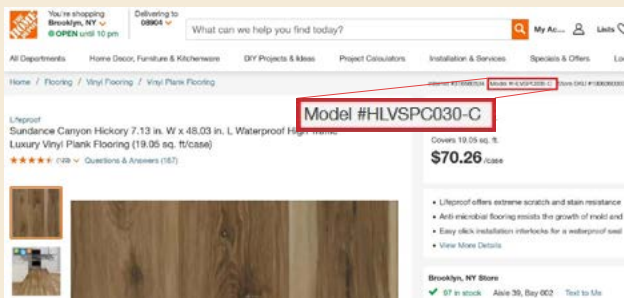 You're shopping
Brooklyn, NY
OPEN until 10 pm
Delivering to
08904
What can we help you find today?
My Ac...
Lists
All Departments
Home Decor, Furniture & Kitchenware
DIY Projects & Ideas
Project Calculators
Installation & Services
Specials & Offers
Home / Flooring / Vinyl Flooring / Vinyl Plank Flooring
Model #HLVSPC030-C
Model #HLVSPC030-C
Lifeproof
Sundance Canyon Hickory 7.13 in. W x 48.03 in. L Waterproof High
Luxury Vinyl Plank Flooring (19.05 sq. ft/case)
Questions & Answers (167)
Covers 19.05 sq. ft.
$70.26 /case
• Lifeproof offers extreme scratch and stain resistance
• Anti-microbial flooring resists the growth of mold and
• Easy click installation interlocks for a waterproof seal
• View More Details
Brooklyn, NY Store
97 in stock Aisle 39, Bay 002 Text to Me